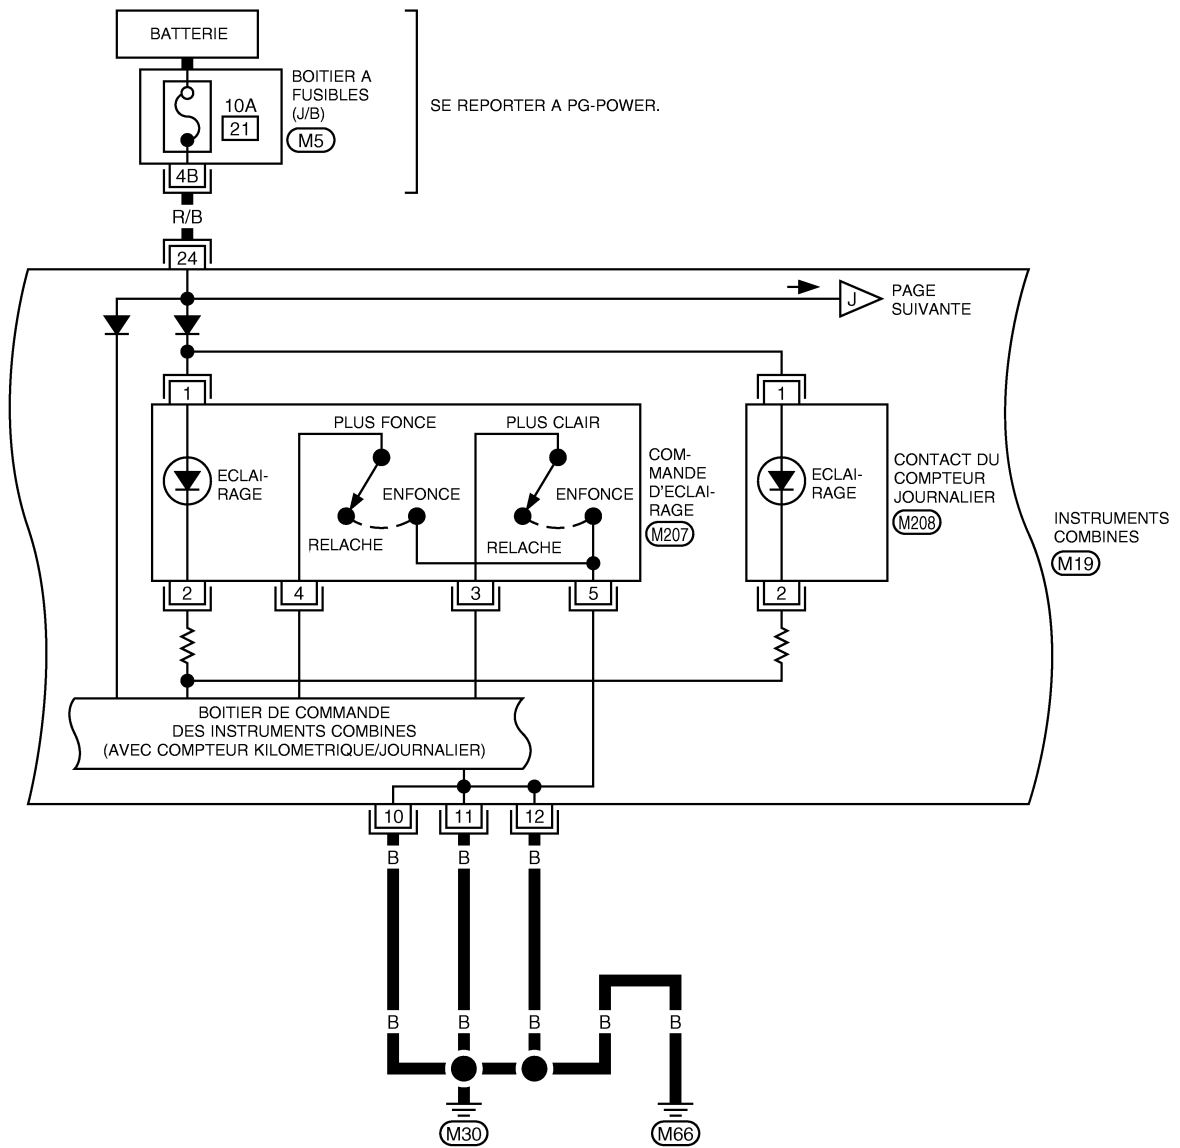 BATTERIE
BOITIER A
FUSIBLES
(J/B)
M5
10A
21
SE REPORTER A PG-POWER.
4B
R/B
24
J
PAGE
SUIVANTE
1
1
PLUS FONCE
PLUS CLAIR
ECLAI-
RAGE
ENFONCE
ENFONCE
RELACHE
RELACHE
COM-
MANDE
D'ECLAI-
RAGE
M207
ECLAI-
RAGE
CONTACT DU
COMPTEUR
JOURNALIER
M208
INSTRUMENTS
COMBINES
M19
2
4
3
5
2
BOITIER DE COMMANDE
DES INSTRUMENTS COMBINES
(AVEC COMPTEUR KILOMETRIQUE/JOURNALIER)
10
11
12
B
B
B
B
B
B
B
B
M30
M66